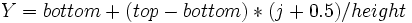 Y = bottom + (top − bottom) * (j + 0.5)/height